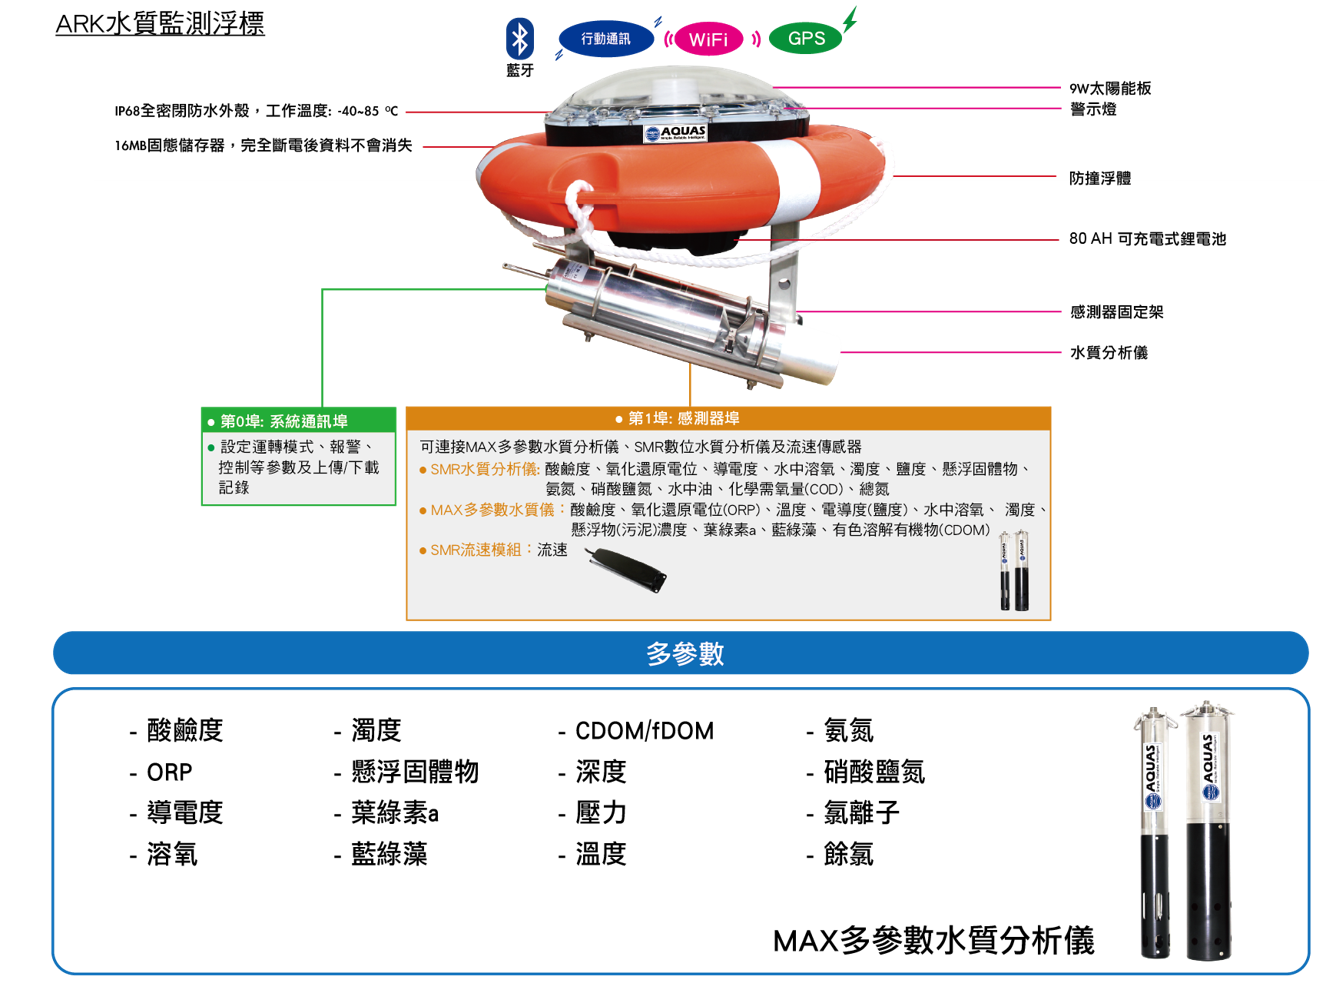 ARK水質監測浮標
藍牙
行動通訊
WiFi
GPS
IP68全密閉防水外殼，工作溫度: -40~85 ºC
16MB固態儲存器，完全斷電後資料不會消失
AQUAS
9W太陽能板
警示燈
防撞浮體
80 AH 可充電式鋰電池
感測器固定架
水質分析儀
● 第0埠: 系統通訊埠
● 設定運轉模式、報警、
控制等參數及上傳/下載
記錄
● 第1埠: 感測器埠
可連接MAX多參數水質分析儀、SMR數位水質分析儀及流速傳感器
● SMR水質分析儀: 酸鹼度、氧化還原電位、導電度、水中溶氧、濁度、鹽度、懸浮固體物、
氨氮、硝酸鹽氮、水中油、化學需氧量(COD)、總氮
● MAX多參數水質儀：酸鹼度、氧化還原電位(ORP)、溫度、電導度(鹽度)、水中溶氧、 濁度、
懸浮物(污泥)濃度、葉綠素a、藍綠藻、有色溶解有機物(CDOM)
● SMR流速模組：流速
AQUAS
AQUAS
多參數
- 酸鹼度
- ORP
- 導電度
- 溶氧
- 濁度
- 懸浮固體物
- 葉綠素a
- 藍綠藻
- CDOM/fDOM
- 深度
- 壓力
- 溫度
- 氨氮
- 硝酸鹽氮
- 氯離子
- 餘氯
AQUAS
AQUAS
MAX多參數水質分析儀